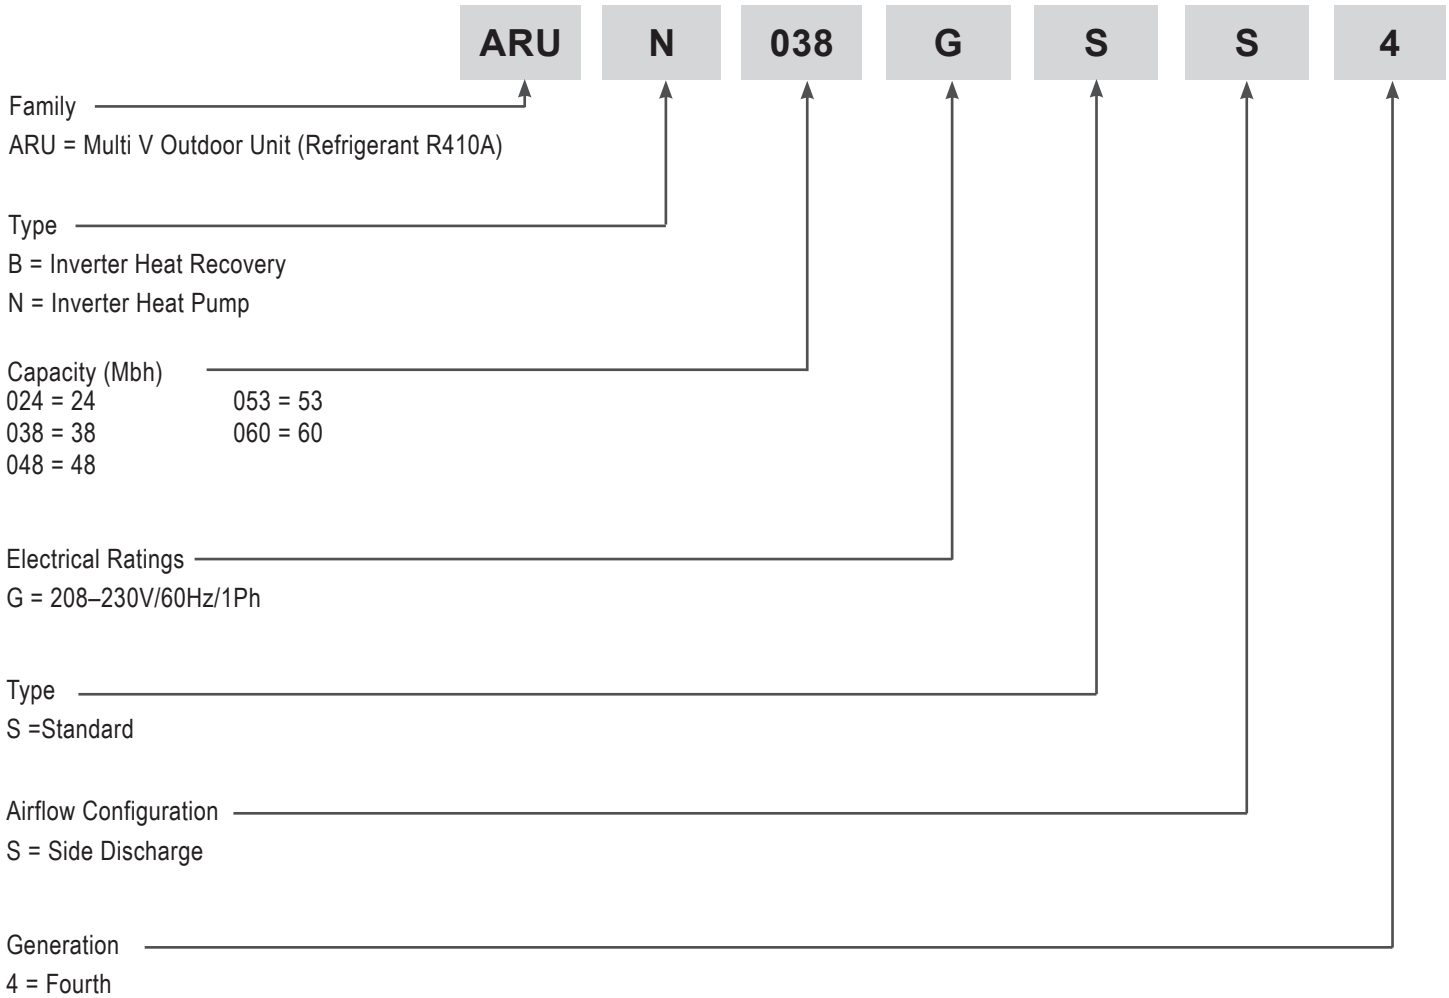 ARU N 038 G S S 4
Family
ARU = Multi V Outdoor Unit (Refrigerant R410A)
Type
B = Inverter Heat Recovery
N = Inverter Heat Pump
Capacity (Mbh)
024 = 24 053 = 53
038 = 38 060 = 60
048 = 48
Electrical Ratings
G = 208–230V/60Hz/1Ph
Type
S =Standard
Airflow Configuration
S = Side Discharge
Generation
4 = Fourth